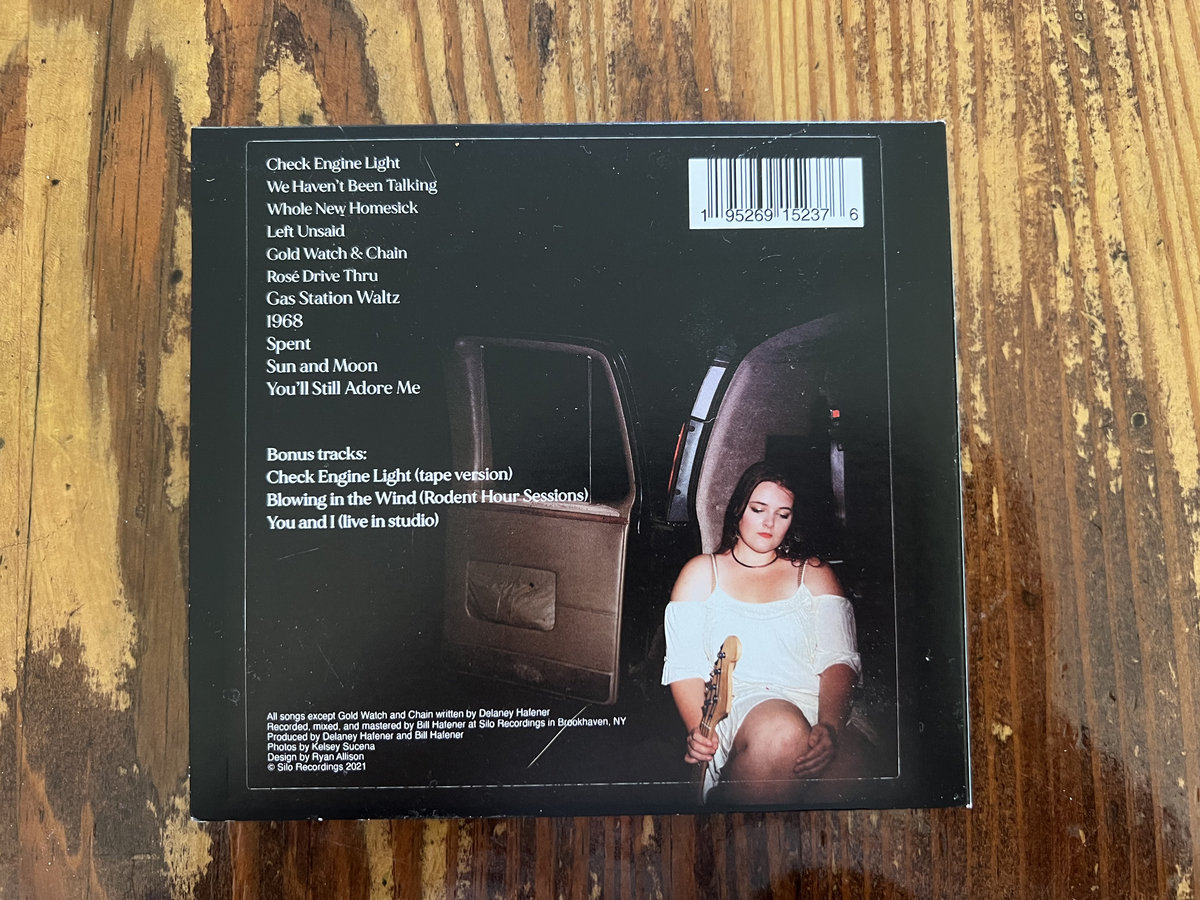 Check Engine Light
We Haven't Been Talking
Whole New Homesick
Left Unsaid
Gold Watch & Chain
Rosé Drive Thru
Gas Station Waltz
1968
Spent
Sun and Moon
You'll Still Adore Me
Bonus tracks:
Check Engine Light (tape version)
Blowing in the Wind (Rodent Hour Sessions)
You and I (live in studio)
1 95269 15237 6
All songs except Gold Watch and Chain written by Delaney Hafener
Recorded, mixed, and mastered by Bill Hafener at Silo Recordings in Brookhaven, NY
Produced by Delaney Hafener and Bill Hafener
Photos by Kelsey Sucena
Design by Ryan Allison
© Silo Recordings 2021